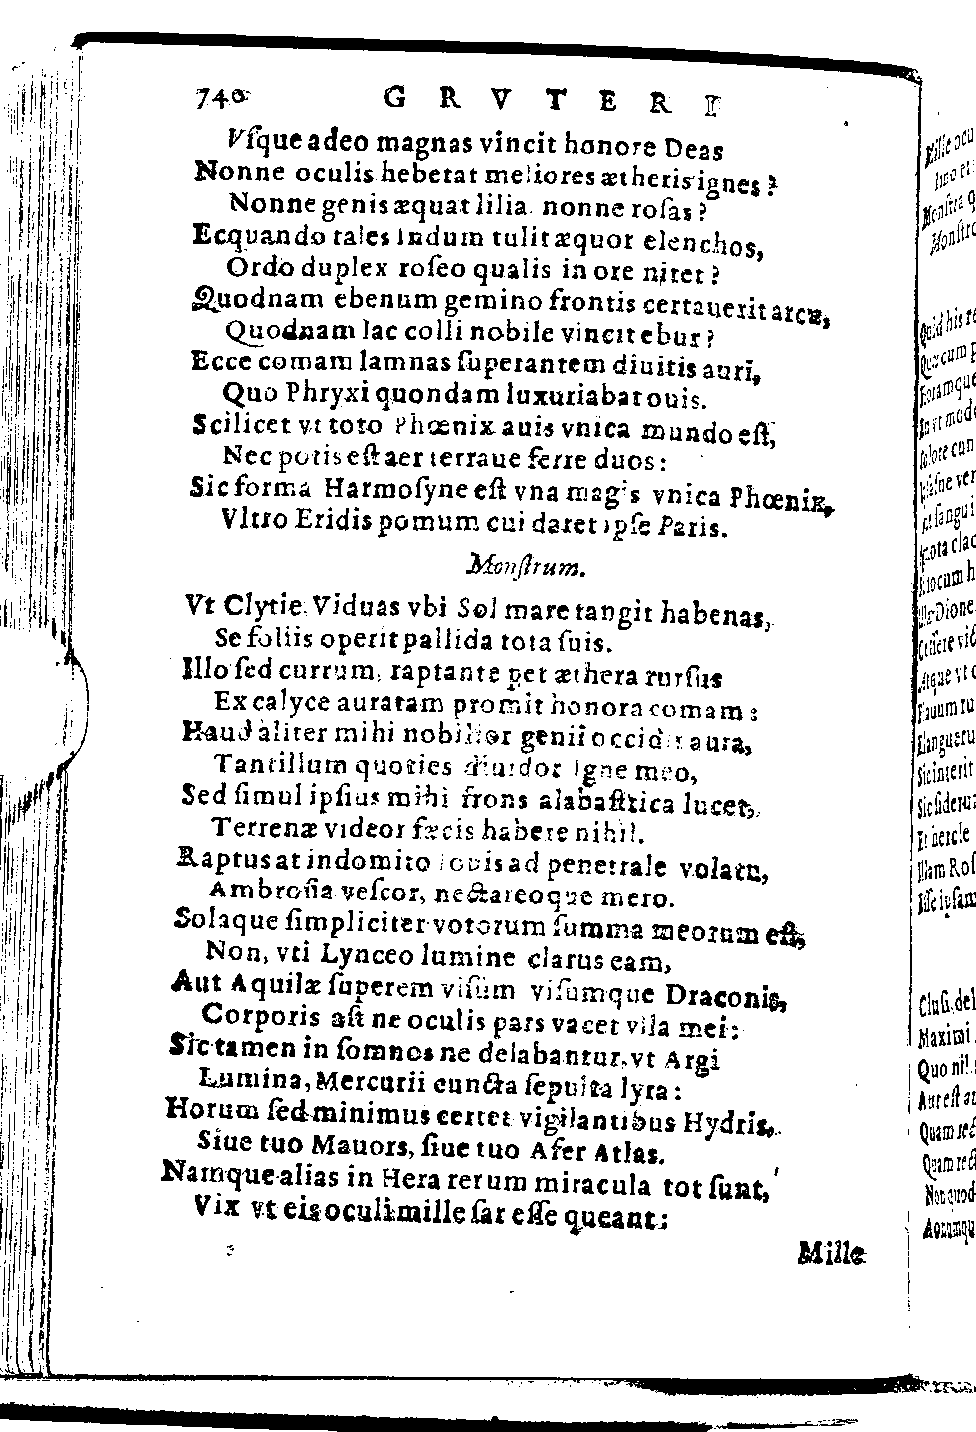 740 GRVTERI
Vſque adeo magnas vincit honore Deas
Nonne oculis hebetat meliores ætheris ignes?
Nonne genis æquat lilia nonne roſas?
Ecquando tales Indum tulit æquor elenchos,
Ordo duplex roſeo qualis in ore nitet?
Quodnam ebenum gemino frontis certauerit arcu,
Quodnam lac colli nobile vincit ebur?
Ecce comam lamnas ſuperantem diuitis auri,
Quo Phryxi quondam luxuriabat ouis.
Scilicet vt toto Phœnix auis vnica mundo eſt,
Nec potis eſt aer terraue ferre duos:
Sic forma Harmoſyne eſt vna magis vnica Phœnix,
Vltro Eridis pomum cui daret ipſe Paris.
Monſtrum.
Vt Clytie. Viduas vbi Sol mare tangit habenas,
Se foliis operit pallida tota ſuis.
Illo ſed currum, raptante per æthera rurſus
Ex calyce auratam promit honora comam:
Haud aliter mihi nobilior genii occidit aura,
Tantillum quoties diuidor igne meo,
Sed ſimul ipſius mihi frons alabaſtrica lucet,
Terrenæ videor fæcis habere nihil.
Raptus at indomito Iouis ad penetrale volatu,
Ambroſia veſcor, nectareoque mero.
Solaque ſimpliciter votorum ſumma meorum eſt,
Non, vti Lynceo lumine clarus eam,
Aut Aquilæ ſuperem viſum viſumque Draconis,
Corporis aſt ne oculis pars vacet vlla mei:
Sic tamen in ſomnos ne delabantur, vt Argi
Lumina, Mercurii cuncta ſepulta lyra:
Horum ſed minimus certet vigilantibus Hydris,
Siue tuo Mauors, ſiue tuo Afer Atlas.
Namque alias in Hera rerum miracula tot ſunt,
Vix vt eis oculi mille ſat eſſe queant:
Mille